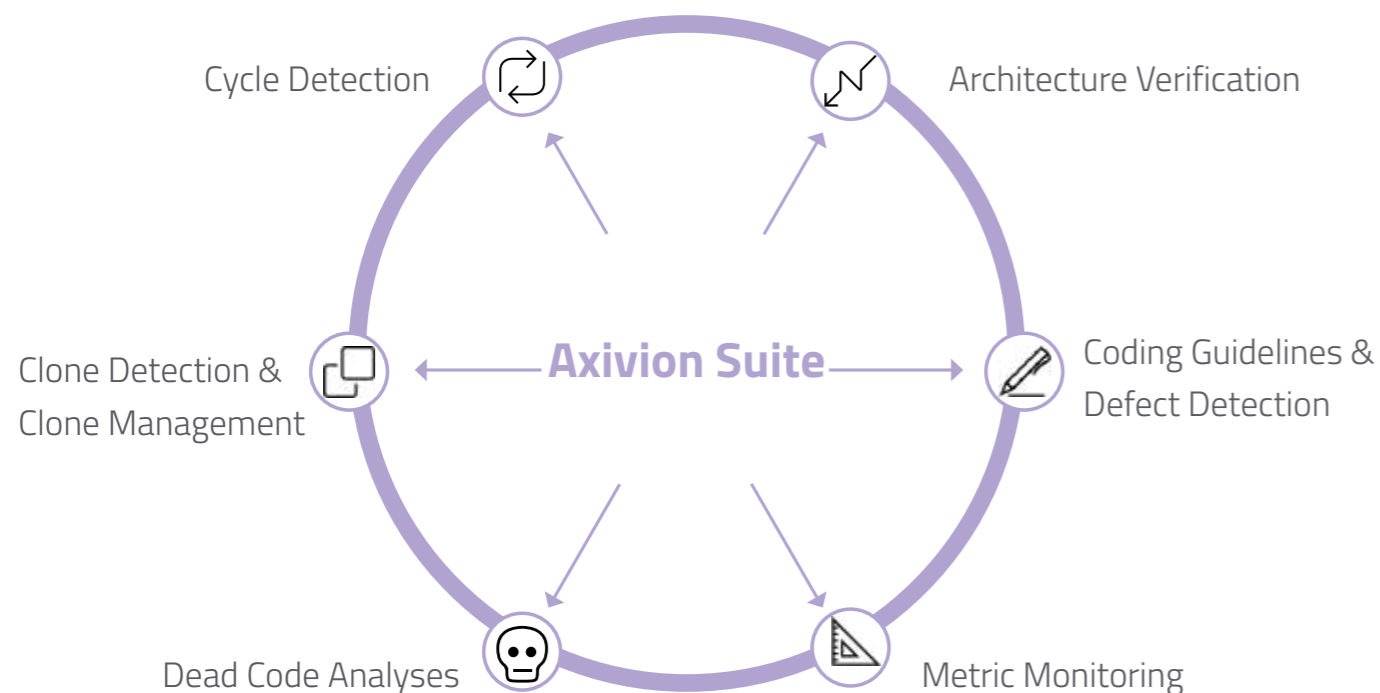 Cycle Detection
Architecture Verification
Axivion Suite
Clone Detection &
Clone Management
Coding Guidelines &
Defect Detection
Dead Code Analyses
Metric Monitoring